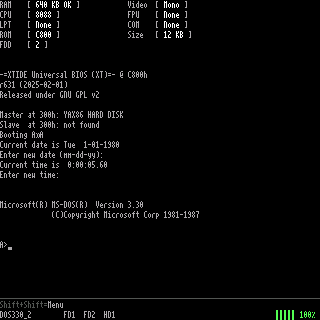 RAM [ 640 KB OK ] Video [ Mono ]
CPU [ 8088 ] FPU [ None ]
LPT [ None ] COM [ None ]
ROM [ C800 ] Size [ 12 KB ]
FDD [ 2 ]
-=XTIDE Universal BIOS (XT)=- @ C800h
r631 (2025-02-01)
Released under GNU GPL v2
Master at 300h: YAX86 HARD DISK
Slave at 300h: not found
Booting A»A
Current date is Tue 1-01-1980
Enter new date (mm-dd-yy):
Current time is 0:00:05.60
Enter new time:
Microsoft(R) MS-DOS(R) Version 3.30
(C)Copyright Microsoft Corp 1981-1987
A>_
Shift+Shift=Menu
DOS330_2 FD1 FD2 HD1 100%